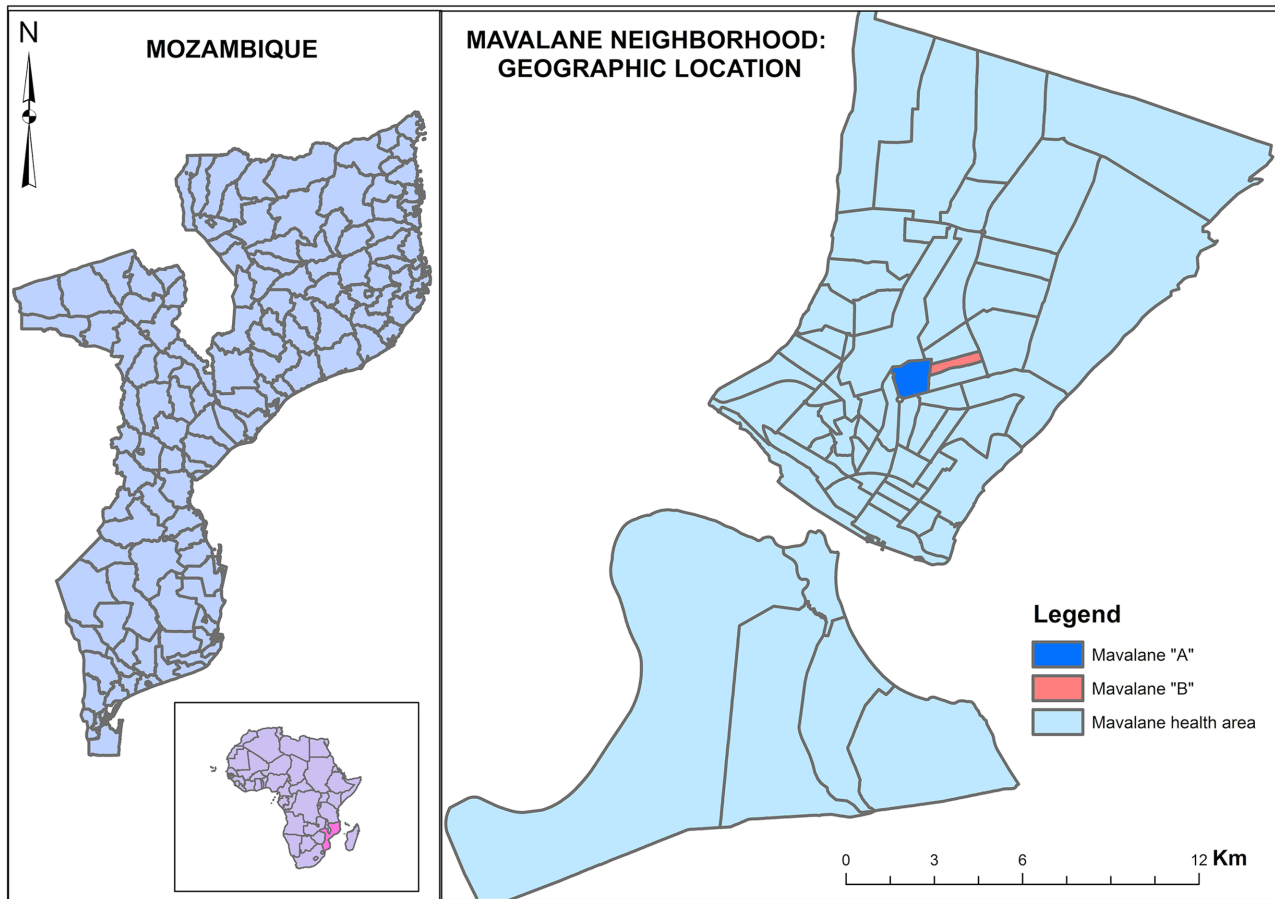 N
MOZAMBIQUE
MAVALANE NEIGHBORHOOD:
GEOGRAPHIC LOCATION
Legend
Mavalane "A"
Mavalane "B"
Mavalane health area
0 3 6 12 Km